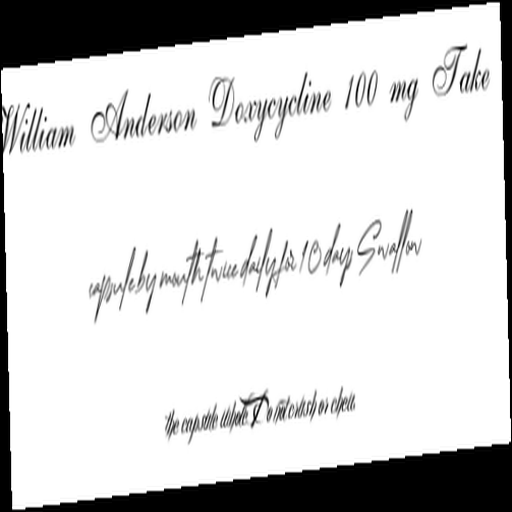 William Anderson Doxycycline 100 mg Take
capsule by mouth twice daily for 10 days Swallow
the capsule whole. Do not crush or chew.